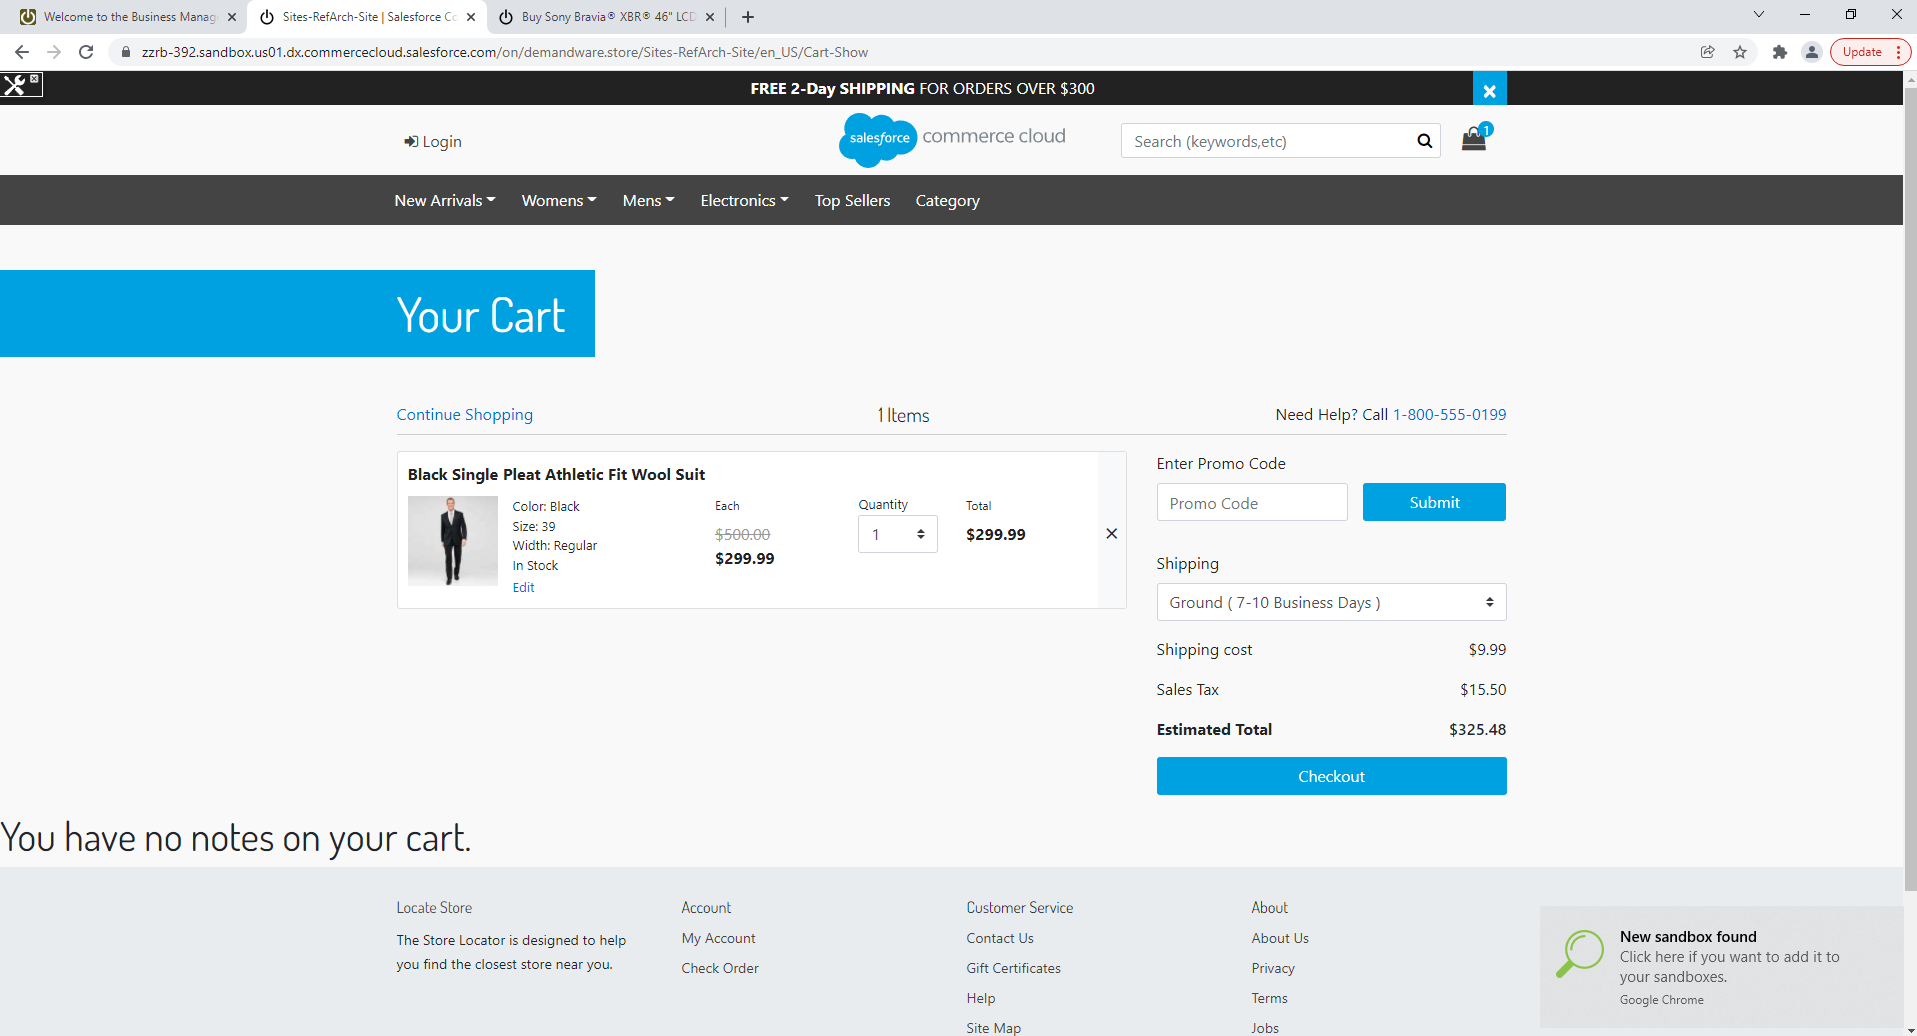 Welcome to the Business Manag
Sites-RefArch-Site | Salesforce Co
Buy Sony Bravia® XBR® 46" LCD
zzrb-392.sandbox.us01.dx.commercecloud.salesforce.com/on/demandware.store/Sites-RefArch-Site/en_US/Cart-Show
Update
FREE 2-Day SHIPPING FOR ORDERS OVER $300
Login
salesforce commerce cloud
Search (keywords,etc)
1
New Arrivals Womens Mens Electronics Top Sellers Category
Your Cart
Continue Shopping
1 Items
Need Help? Call 1-800-555-0199
Black Single Pleat Athletic Fit Wool Suit
Color: Black
Size: 39
Width: Regular
In Stock
Edit
Each
$500.00
$299.99
Quantity
1
Total
$299.99
Enter Promo Code
Promo Code
Submit
Shipping
Ground ( 7-10 Business Days )
Shipping cost $9.99
Sales Tax $15.50
Estimated Total $325.48
Checkout
You have no notes on your cart.
Locate Store
The Store Locator is designed to help
you find the closest store near you.
Account
My Account
Check Order
Customer Service
Contact Us
Gift Certificates
Help
Site Map
About
About Us
Privacy
Terms
Jobs
New sandbox found
Click here if you want to add it to
your sandboxes.
Google Chrome